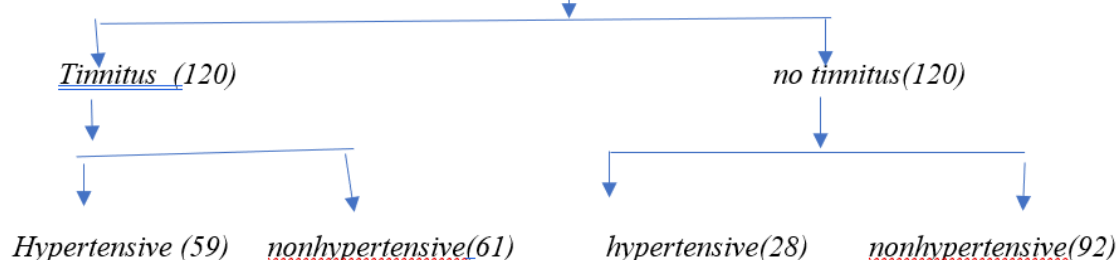 Tinnitus (120) no tinnitus(120)
Hypertensive (59) nonhypertensive(61) hypertensive(28) nonhypertensive(92)